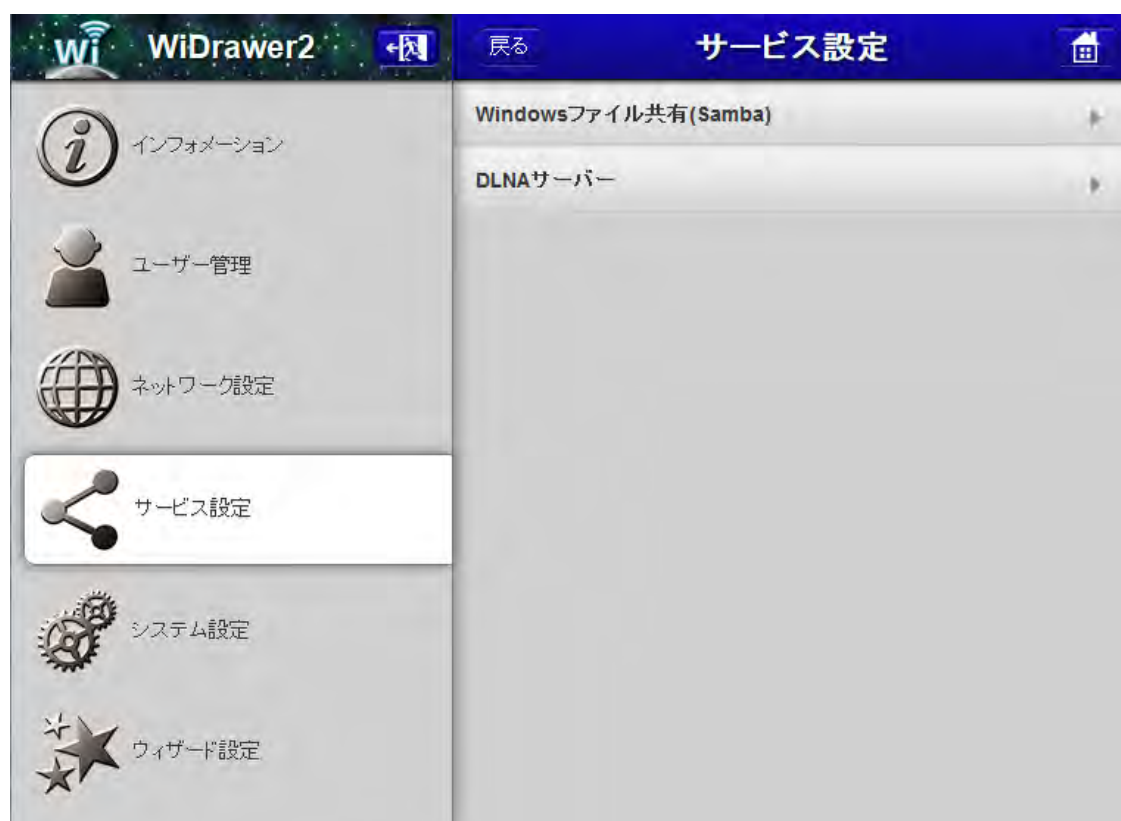 Wi WiDrawer2
インフォメーション
ユーザー管理
ネットワーク設定
サービス設定
システム設定
ウィザード設定
戻る サービス設定
Windowsファイル共有(Samba)
DLNAサーバー